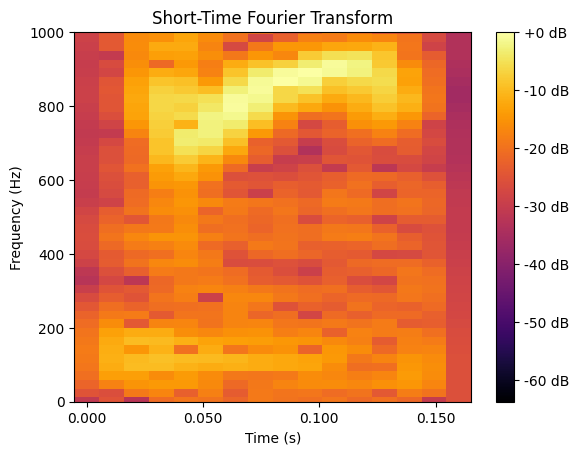 Short-Time Fourier Transform
1000
800
600
400
200
0
Frequency (Hz)
0.000
0.050
0.100
0.150
Time (s)
+0 dB
-10 dB
-20 dB
-30 dB
-40 dB
-50 dB
-60 dB